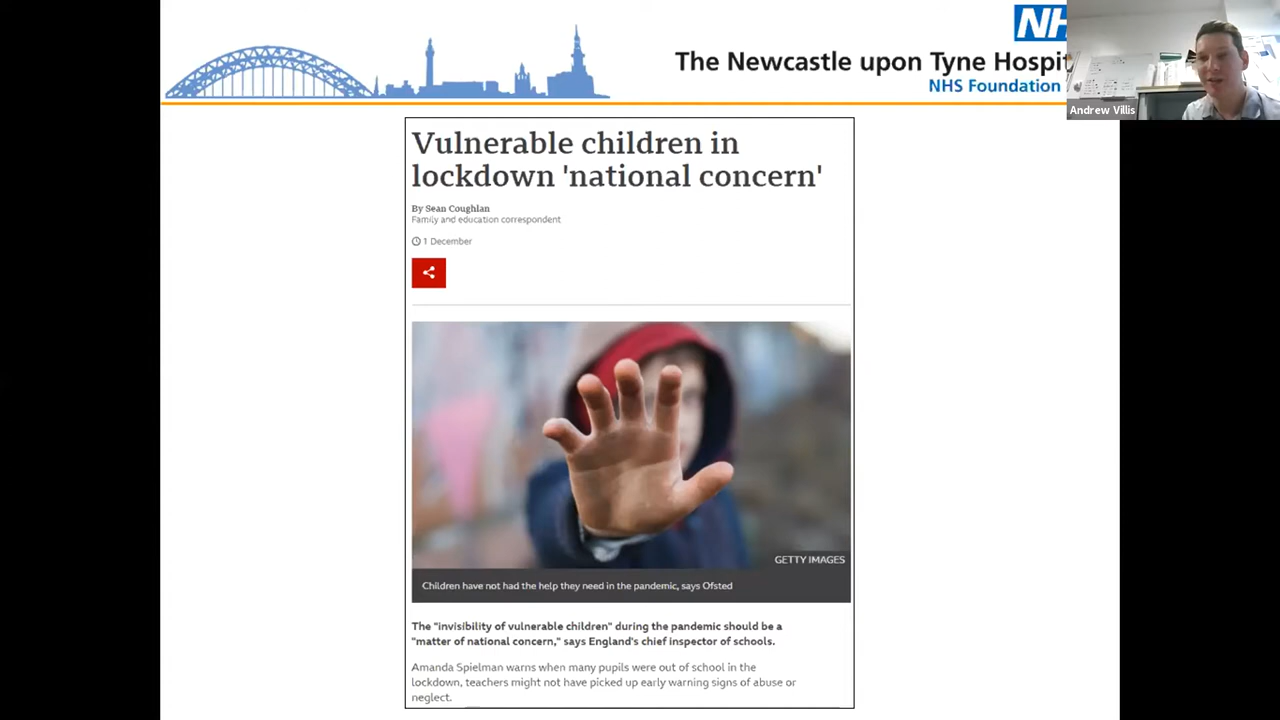 NH
The Newcastle upon Tyne Hospi
NHS Foundation
Andrew Villis
Vulnerable children in
lockdown 'national concern'
By Sean Coughlan
Family and education correspondent
1 December
GETTY IMAGES
Children have not had the help they need in the pandemic, says Ofsted
The "invisibility of vulnerable children" during the pandemic should be a
"matter of national concern," says England's chief inspector of schools.
Amanda Spielman warns when many pupils were out of school in the
lockdown, teachers might not have picked up early warning signs of abuse or
neglect.